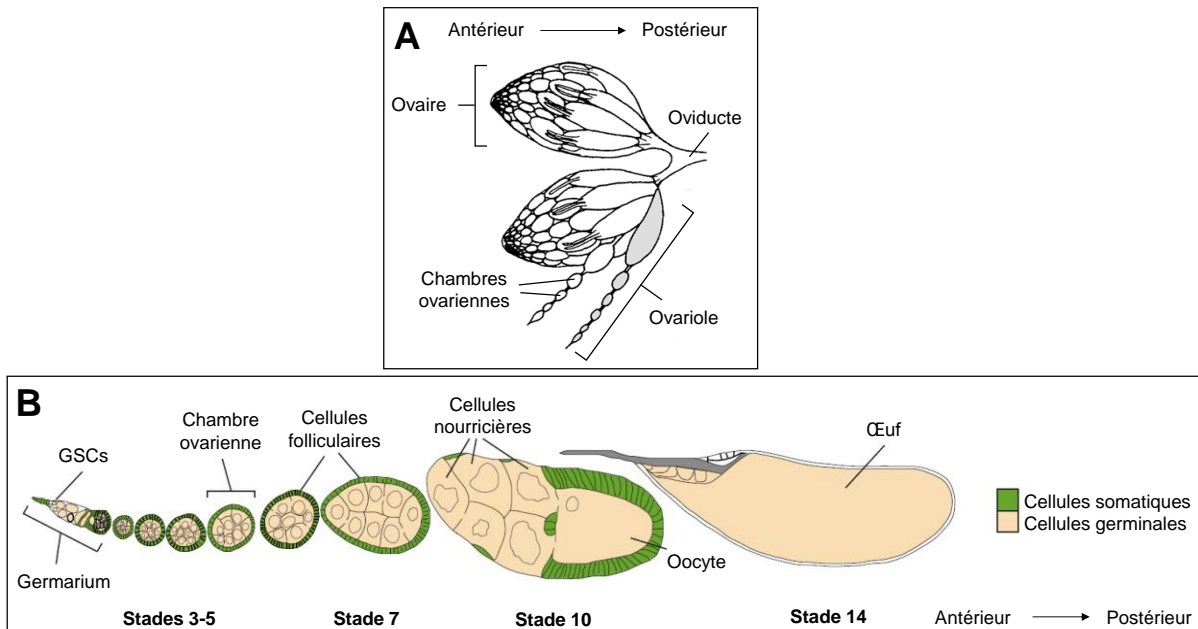 A
Antérieur
Postérieur
Ovaire
Oviducte
Chambres
ovariennes
Ovariole
B
GSCs
Chambre
ovarienne
Cellules
folliculaires
Cellules
nourricières
Œuf
Cellules somatiques
Cellules germinales
Oocyte
Germarium
Stades 3-5
Stade 7
Stade 10
Stade 14
Antérieur
Postérieur